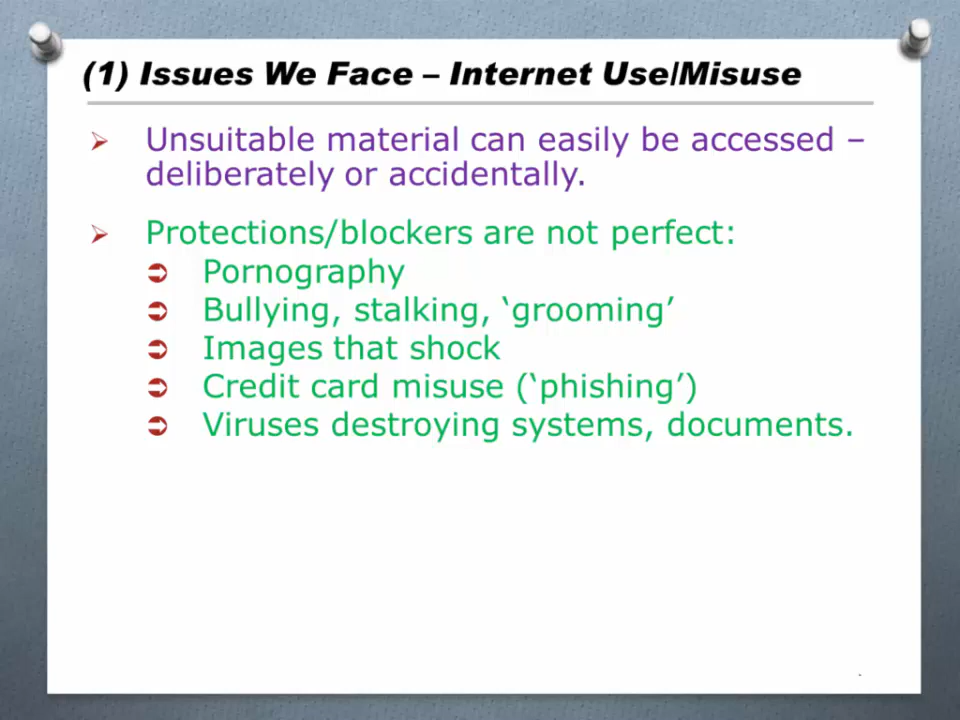 (1) Issues We Face – Internet Use/Misuse
Unsuitable material can easily be accessed –
deliberately or accidentally.
Protections/blockers are not perfect:
Pornography
Bullying, stalking, ‘grooming’
Images that shock
Credit card misuse (‘phishing’)
Viruses destroying systems, documents.